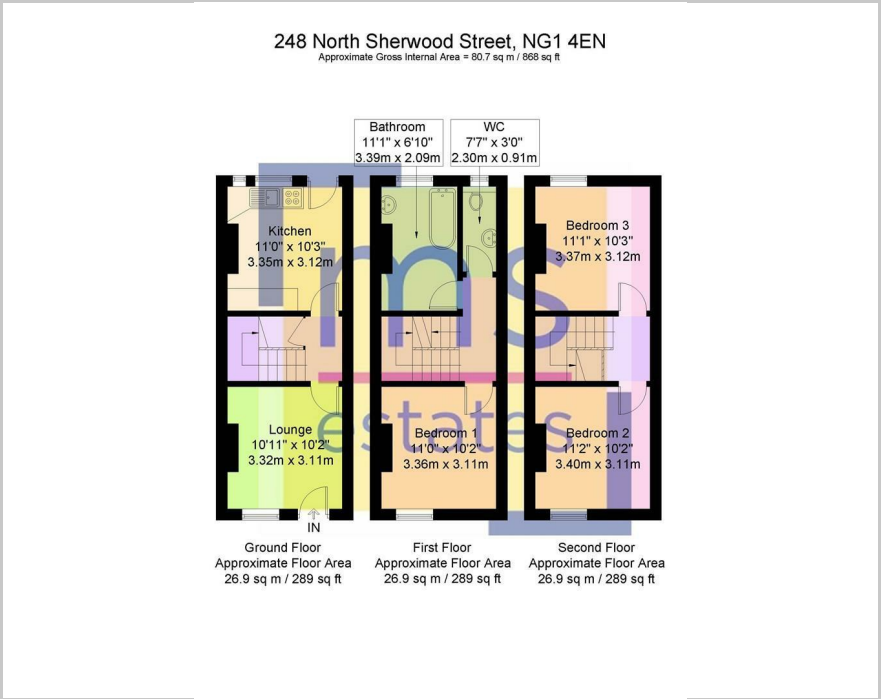 248 North Sherwood Street, NG1 4EN
Approximate Gross Internal Area = 80.7 sq m / 868 sq ft
Bathroom
11'1" x 6'10"
3.39m x 2.09m
WC
7'7" x 3'0"
2.30m x 0.91m
Kitchen
11'0" x 10'3"
3.35m x 3.12m
Bedroom 3
11'1" x 10'3"
3.37m x 3.12m
ms
estates
Lounge
10'11" x 10'2"
3.32m x 3.11m
Bedroom 1
11'0" x 10'2"
3.36m x 3.11m
Bedroom 2
11'2" x 10'2"
3.40m x 3.11m
IN
Ground Floor
Approximate Floor Area
26.9 sq m / 289 sq ft
First Floor
Approximate Floor Area
26.9 sq m / 289 sq ft
Second Floor
Approximate Floor Area
26.9 sq m / 289 sq ft